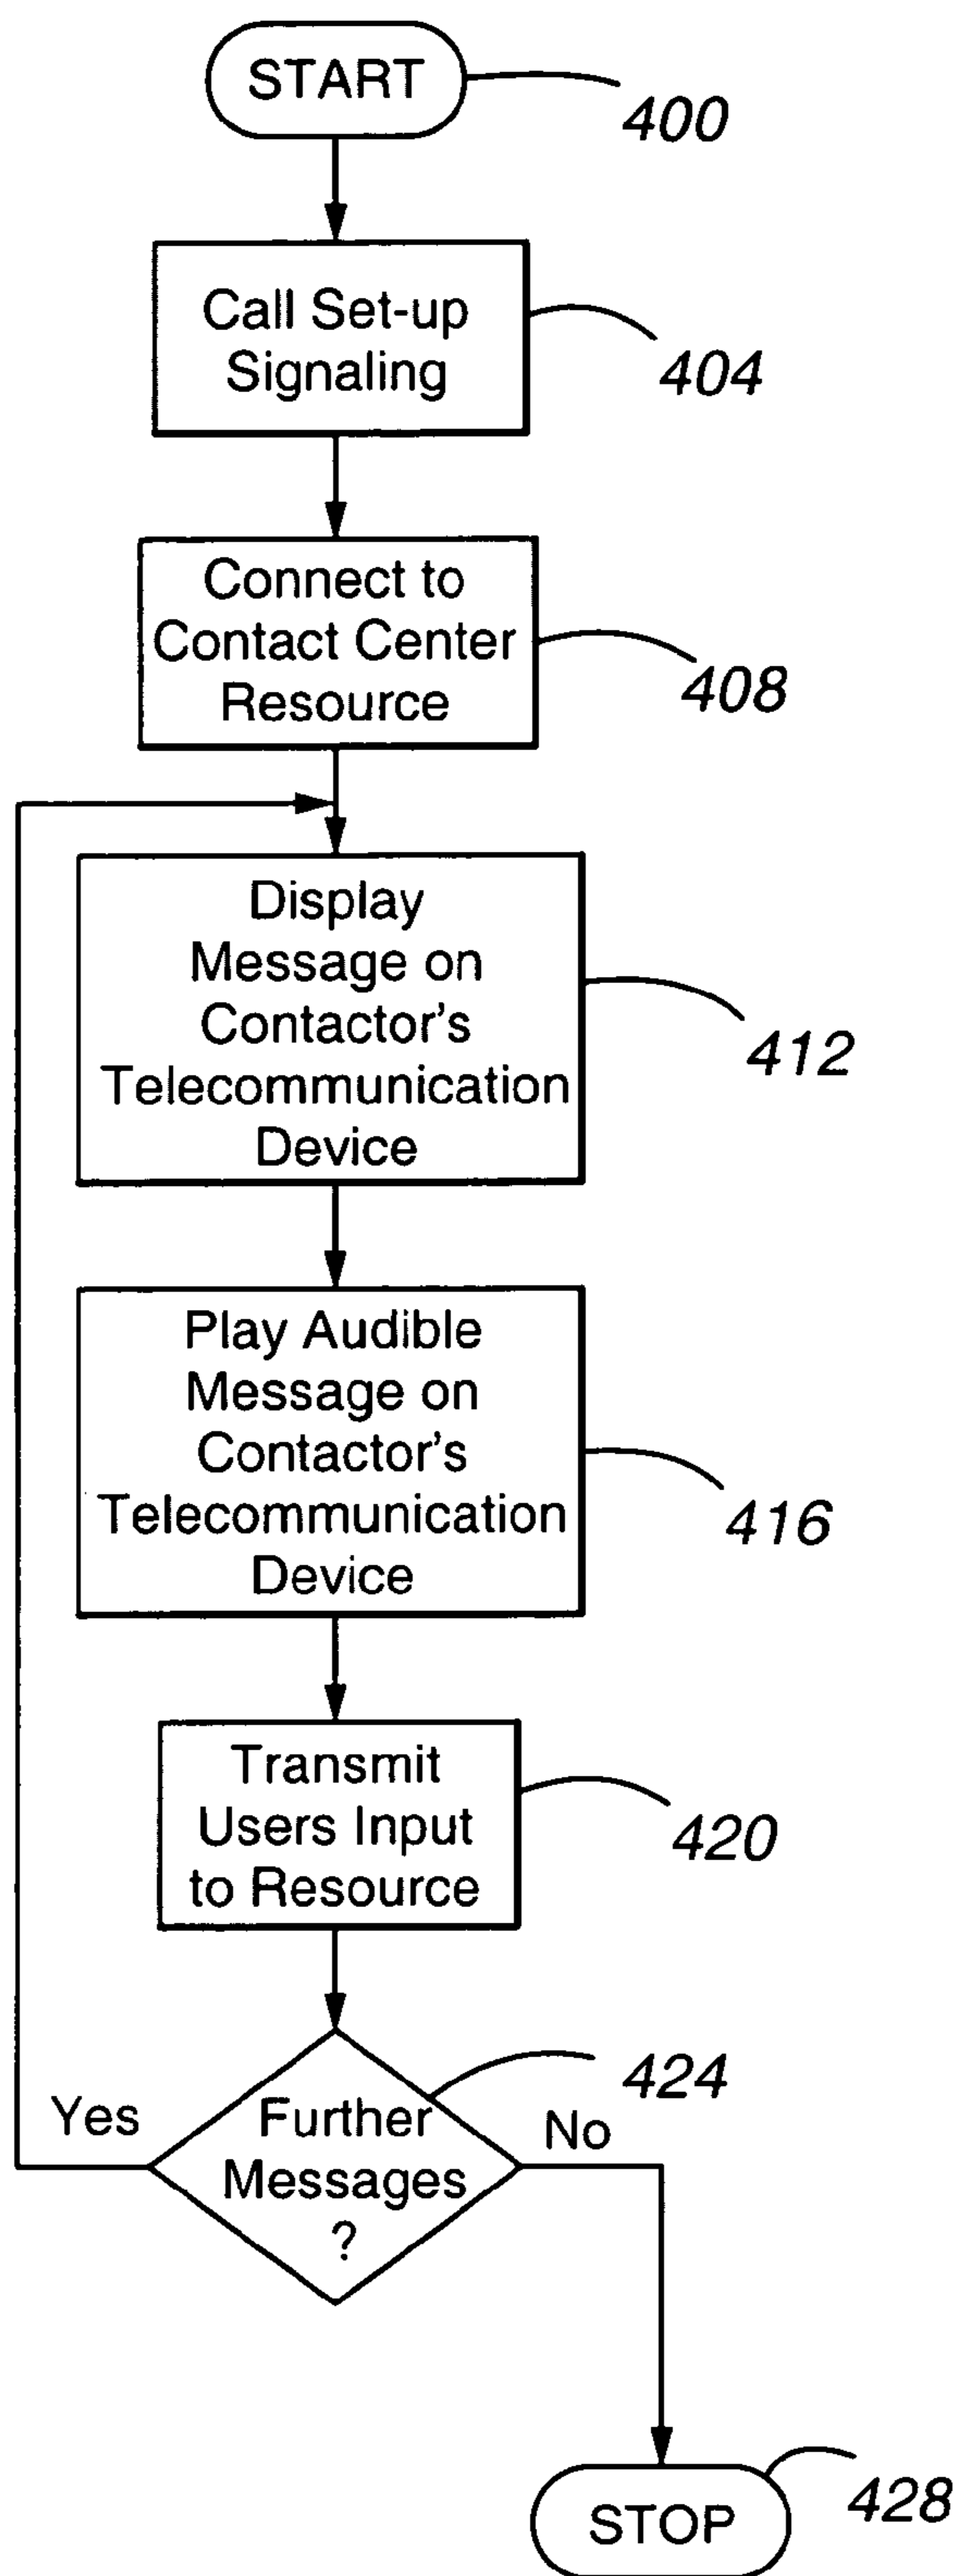 START
400
Call Set-up
Signaling
404
Connect to
Contact Center
Resource
408
Display
Message on
Contactor's
Telecommunication
Device
412
Play Audible
Message on
Contactor's
Telecommunication
Device
416
Transmit
Users Input
to Resource
420
424
Yes
Further
Messages
?
No
STOP
428